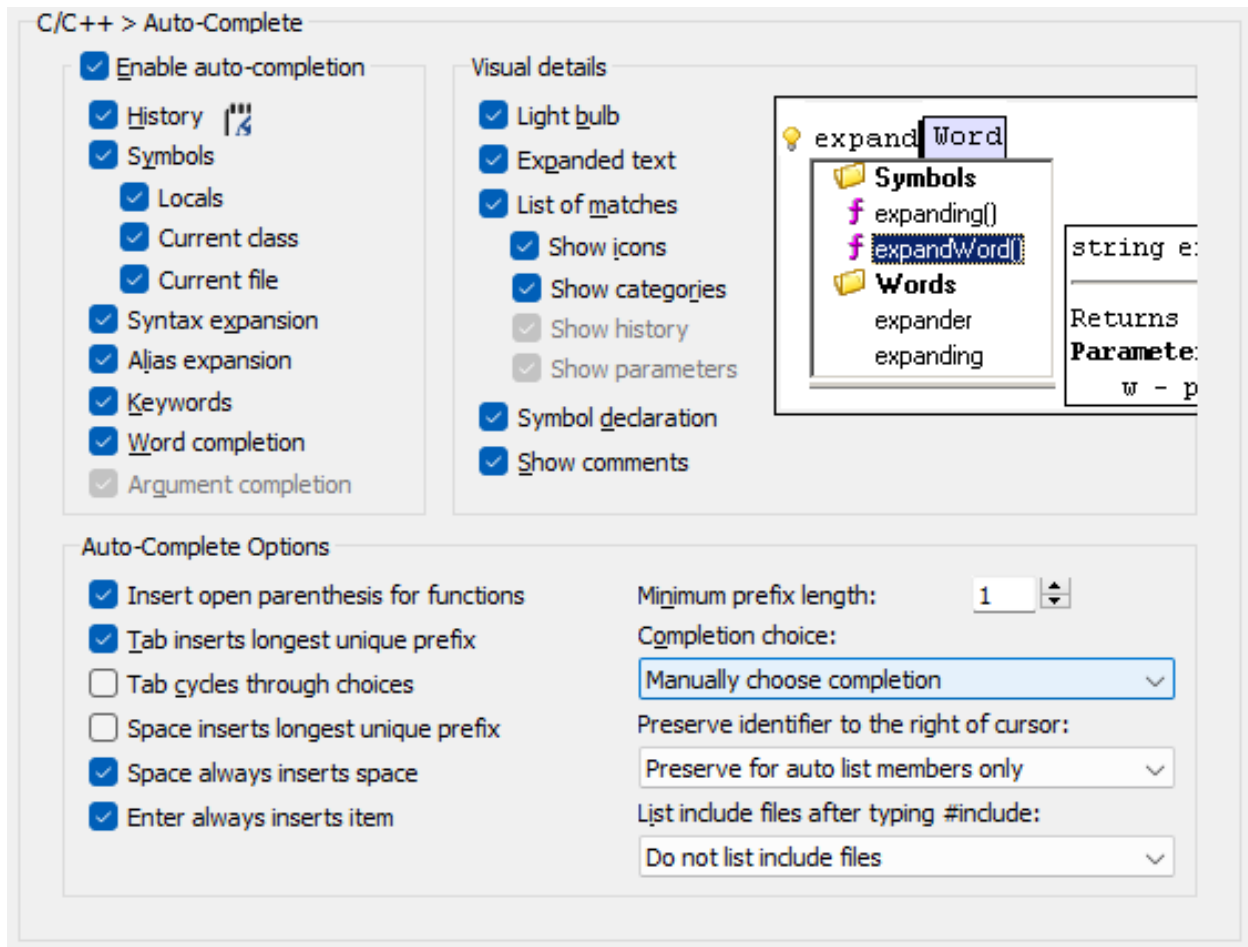 C/C++ > Auto-Complete
Enable auto-completion
History
Symbols
Locals
Current class
Current file
Syntax expansion
Alias expansion
Keywords
Word completion
Argument completion
Visual details
Light bulb
Expanded text
List of matches
Show icons
Show categories
Show history
Show parameters
Symbol declaration
Show comments
expand Word
Symbols
expanding()
expandWord()
Words
expander
expanding
string e
Returns
Paramete
w - p
Auto-Complete Options
Insert open parenthesis for functions
Tab inserts longest unique prefix
Tab cycles through choices
Space inserts longest unique prefix
Space always inserts space
Enter always inserts item
Minimum prefix length: 1
Completion choice:
Manually choose completion
Preserve identifier to the right of cursor:
Preserve for auto list members only
List include files after typing #include:
Do not list include files